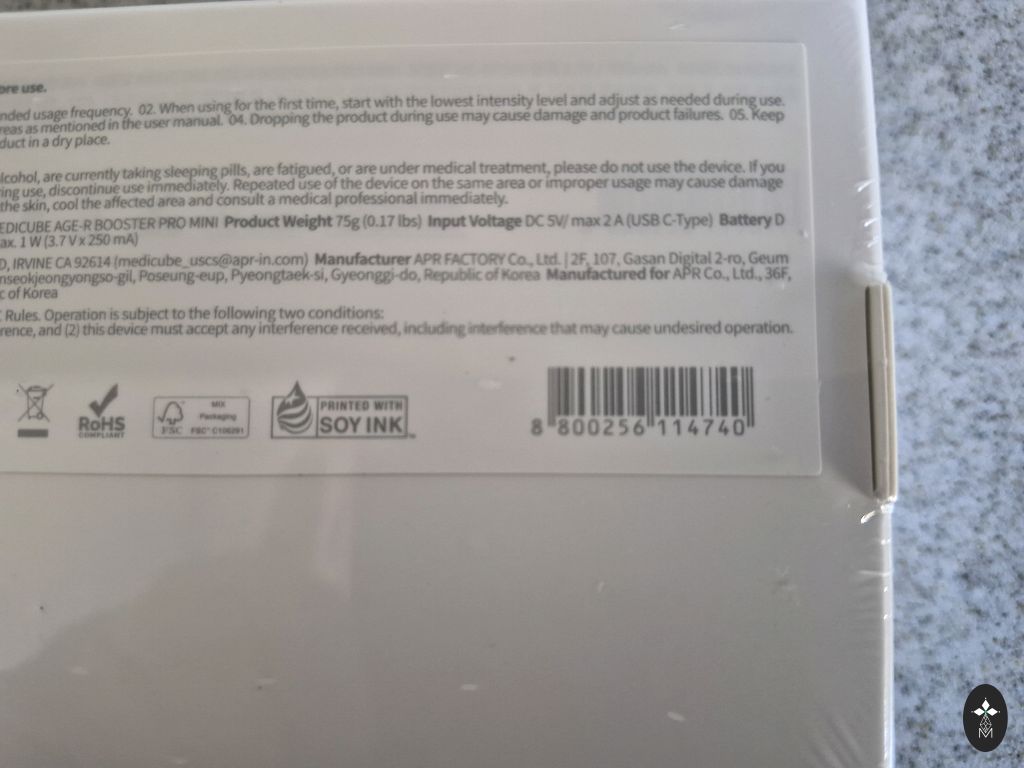 ore use.
nded usage frequency. 02. When using for the first time, start with the lowest intensity level and adjust as needed during use.
reas as mentioned in the user manual. 04. Dropping the product during use may cause damage and product failures. 05. Keep
duct in a dry place.
lcohol, are currently taking sleeping pills, are fatigued, or are under medical treatment, please do not use the device. If you
ing use, discontinue use immediately. Repeated use of the device on the same area or improper usage may cause damage
the skin, cool the affected area and consult a medical professional immediately.
EDICUBE AGE-R BOOSTER PRO MINI Product Weight 75g (0.17 lbs) Input Voltage DC 5V/ max 2 A (USB C-Type) Battery D
ax. 1 W (3.7 V x 250 mA)
D, IRVINE CA 92614 (medicube_uscs@apr-in.com) Manufacturer APR FACTORY Co., Ltd. | 2F, 107, Gasan Digital 2-ro, Geum
nseokjeongyongso-gil, Poseung-eup, Pyeongtaek-si, Gyeonggi-do, Republic of Korea Manufactured for APR Co., Ltd., 36F,
c of Korea
C Rules. Operation is subject to the following two conditions:
rence, and (2) this device must accept any interference received, including interference that may cause undesired operation.
RoHS
COMPLIANT
FSC
MIX
Packaging
FSC® C106291
PRINTED WITH
SOY INK™
8 800256 114740
M